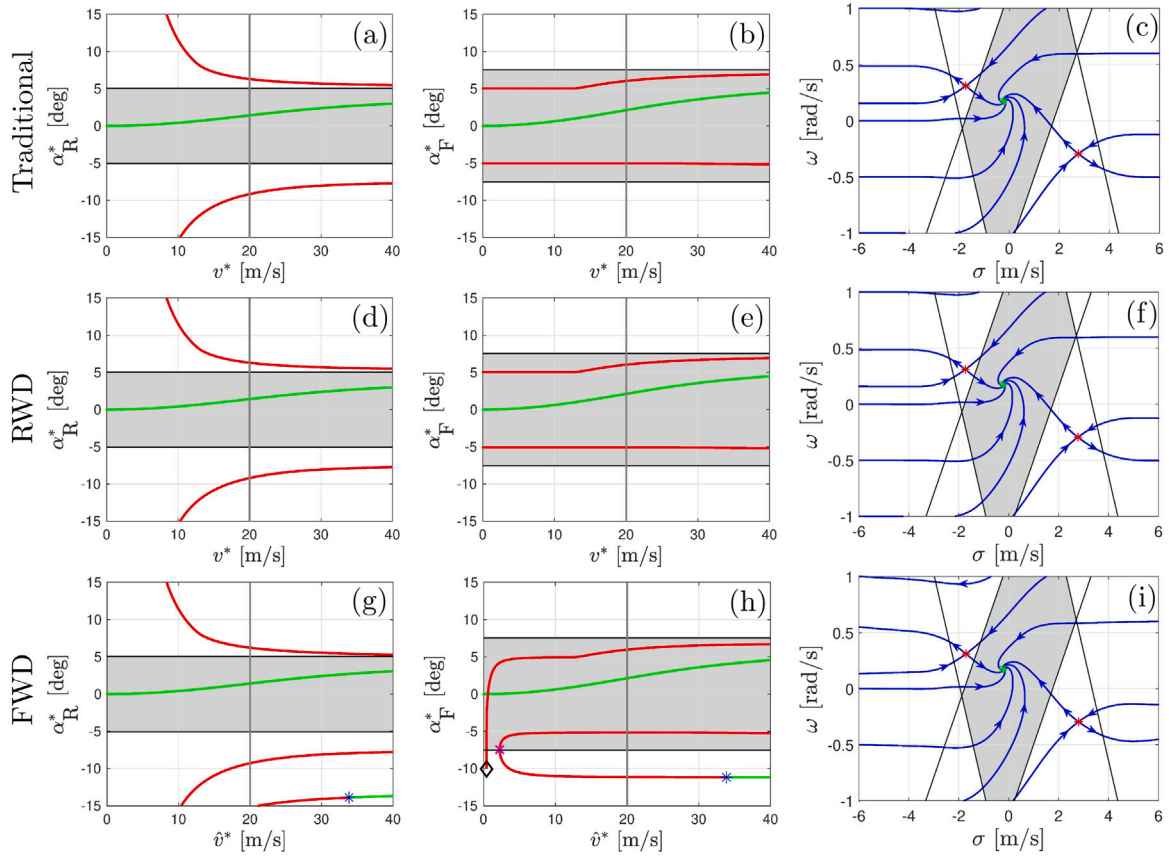 Traditional
(a)
15
10
5
0
-5
-10
-15
α*R [deg]
0 10 20 30 40
v* [m/s]
(b)
15
10
5
0
-5
-10
-15
α*F [deg]
0 10 20 30 40
v* [m/s]
(c)
1
0.5
0
-0.5
-1
ω [rad/s]
-6 -4 -2 0 2 4 6
σ [m/s]
RWD
(d)
15
10
5
0
-5
-10
-15
α*R [deg]
0 10 20 30 40
v* [m/s]
(e)
15
10
5
0
-5
-10
-15
α*F [deg]
0 10 20 30 40
v* [m/s]
(f)
1
0.5
0
-0.5
-1
ω [rad/s]
-6 -4 -2 0 2 4 6
σ [m/s]
FWD
(g)
15
10
5
0
-5
-10
-15
α*R [deg]
0 10 20 30 40
v̂* [m/s]
(h)
15
10
5
0
-5
-10
-15
α*F [deg]
0 10 20 30 40
v̂* [m/s]
(i)
1
0.5
0
-0.5
-1
ω [rad/s]
-6 -4 -2 0 2 4 6
σ [m/s]